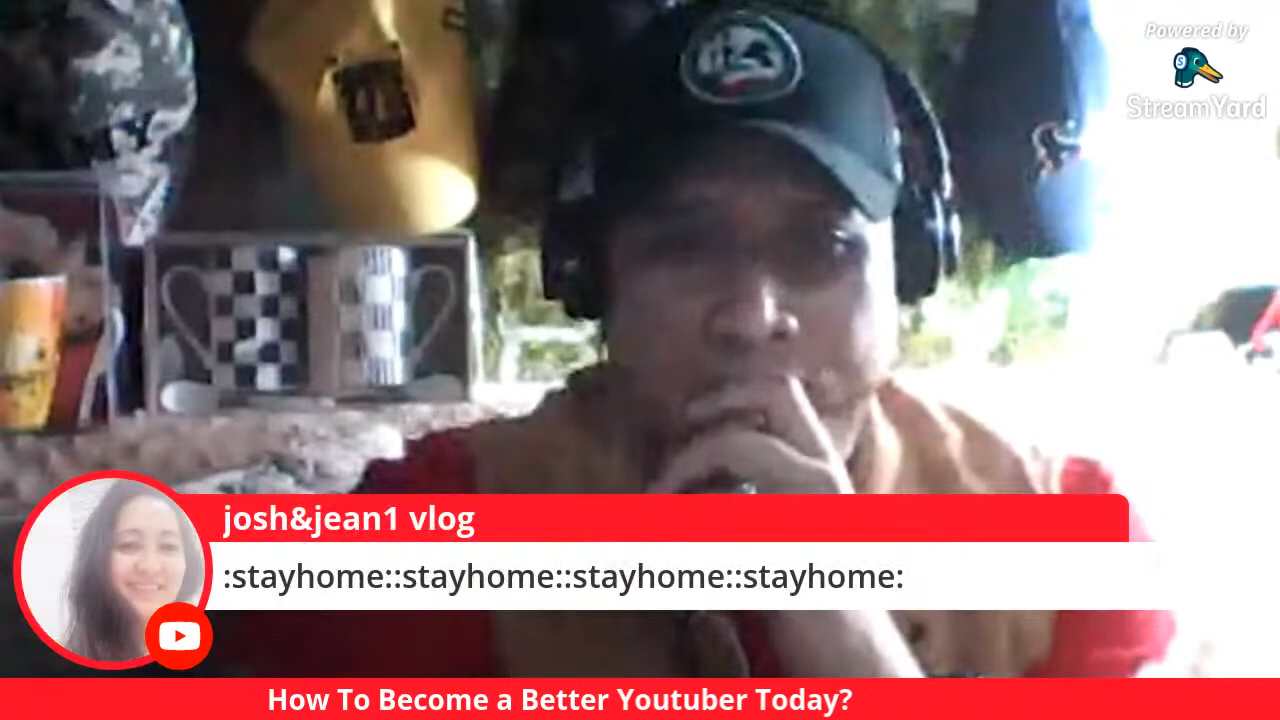 Powered by
StreamYard
josh&jean1 vlog
:stayhome::stayhome::stayhome::stayhome:
How To Become a Better Youtuber Today?